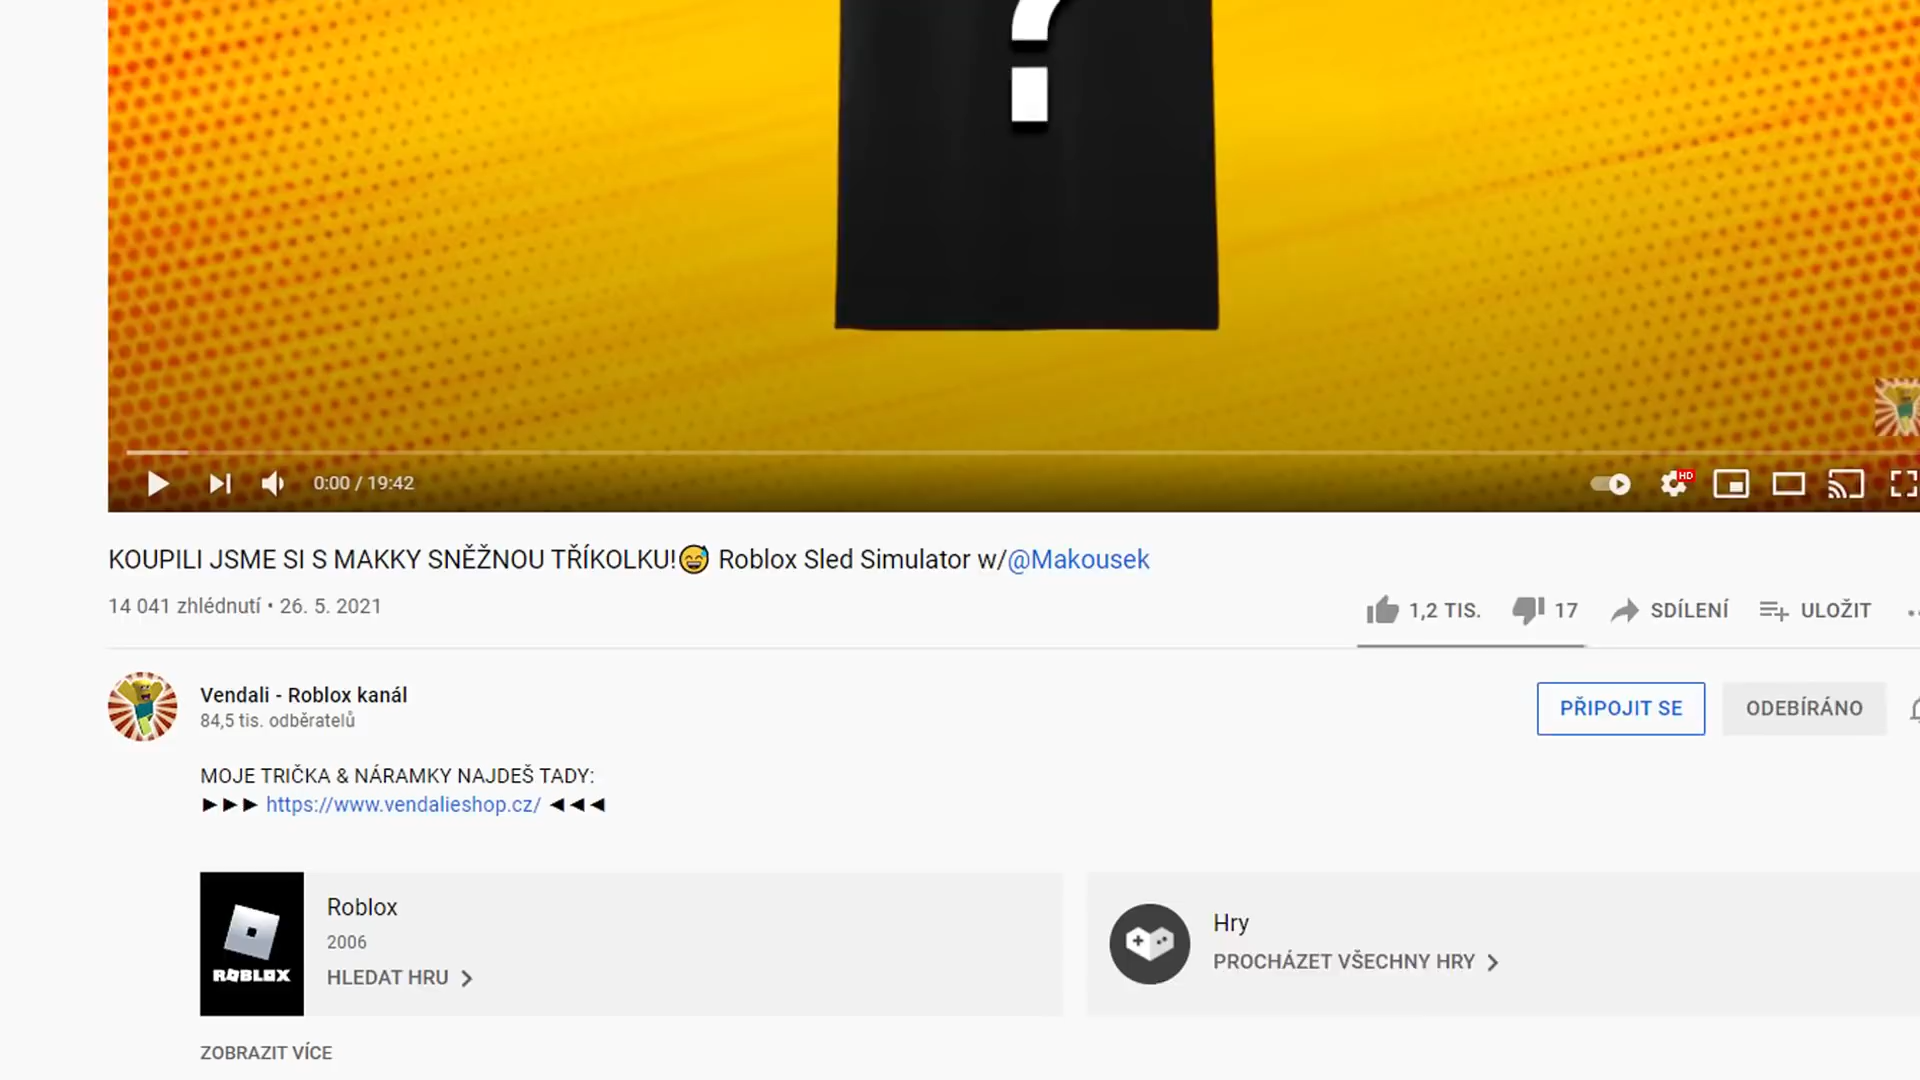 ?
HD
0:00 / 19:42
KOUPILI JSME SI S MAKKY SNĚŽNOU TŘÍKOLKU!😅 Roblox Sled Simulator w/@Makousek
14 041 zhlédnutí • 26. 5. 2021
1,2 TIS. 17 SDÍLENÍ ULOŽIT
Vendali - Roblox kanál
84,5 tis. odběratelů
PŘIPOJIT SE ODEBÍRÁNO
MOJE TRIČKA & NÁRAMKY NAJDEŠ TADY:
►►► https://www.vendalieshop.cz/ ◄◄◄
ROBLOX
Roblox
2006
HLEDAT HRU
Hry
PROCHÁZET VŠECHNY HRY
ZOBRAZIT VÍCE